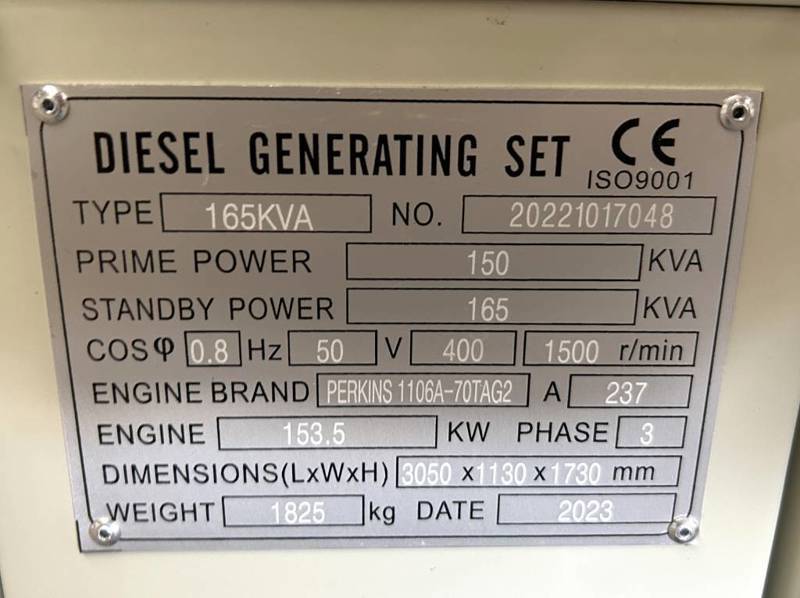 DIESEL GENERATING SET CE
ISO9001
TYPE 165KVA NO. 20221017048
PRIME POWER 150 KVA
STANDBY POWER 165 KVA
COSφ 0.8 Hz 50 V 400 1500 r/min
ENGINE BRAND PERKINS 1106A-70TAG2 A 237
ENGINE 153.5 KW PHASE 3
DIMENSIONS(LxWxH) 3050 x1130 x 1730 mm
WEIGHT 1825 kg DATE 2023